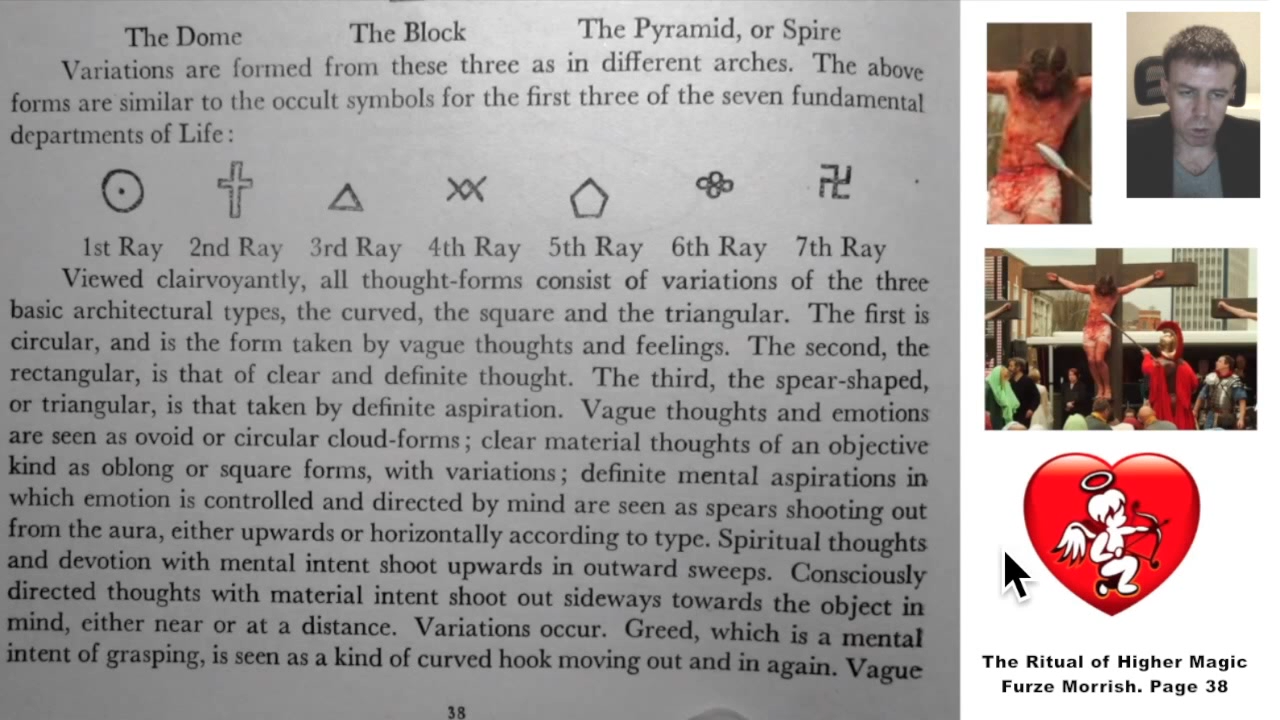 The Dome The Block The Pyramid, or Spire
Variations are formed from these three as in different arches. The above
forms are similar to the occult symbols for the first three of the seven fundamental
departments of Life:
1st Ray 2nd Ray 3rd Ray 4th Ray 5th Ray 6th Ray 7th Ray
Viewed clairvoyantly, all thought-forms consist of variations of the three
basic architectural types, the curved, the square and the triangular. The first is
circular, and is the form taken by vague thoughts and feelings. The second, the
rectangular, is that of clear and definite thought. The third, the spear-shaped,
or triangular, is that taken by definite aspiration. Vague thoughts and emotions
are seen as ovoid or circular cloud-forms; clear material thoughts of an objective
kind as oblong or square forms, with variations; definite mental aspirations in
which emotion is controlled and directed by mind are seen as spears shooting out
from the aura, either upwards or horizontally according to type. Spiritual thoughts
and devotion with mental intent shoot upwards in outward sweeps. Consciously
directed thoughts with material intent shoot out sideways towards the object in
mind, either near or at a distance. Variations occur. Greed, which is a mental
intent of grasping, is seen as a kind of curved hook moving out and in again. Vague
38
The Ritual of Higher Magic
Furze Morrish. Page 38